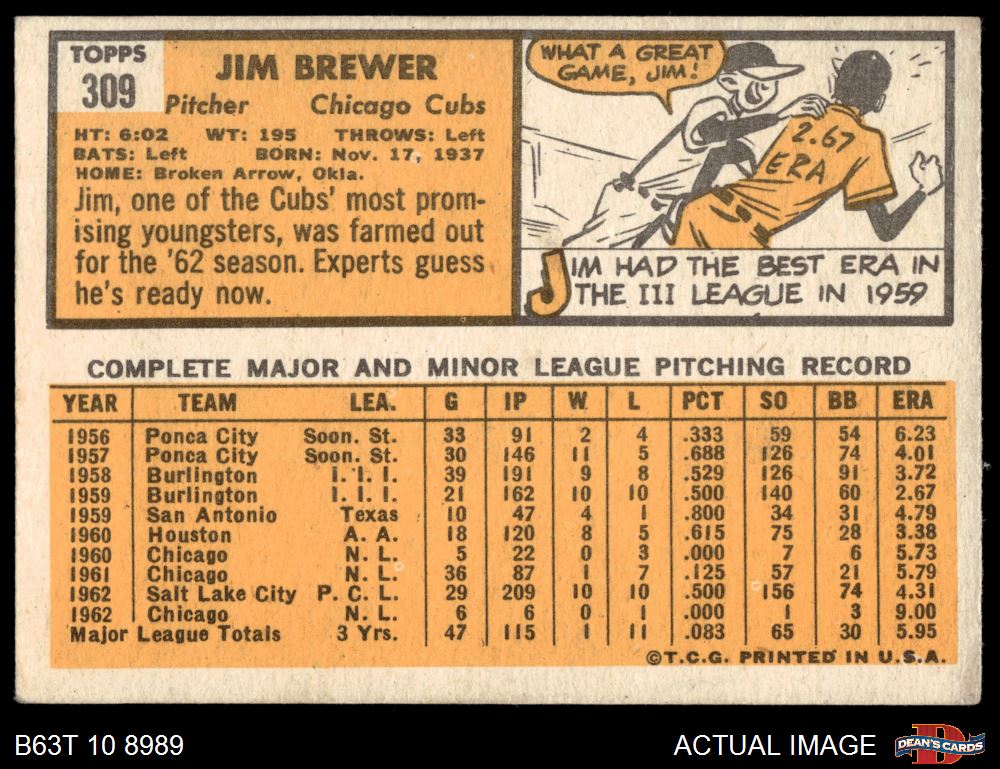 TOPPS
309
JIM BREWER
Pitcher Chicago Cubs
HT: 6:02 WT: 195 THROWS: Left
BATS: Left BORN: Nov. 17, 1937
HOME: Broken Arrow, Okla.
Jim, one of the Cubs' most prom-
ising youngsters, was farmed out
for the '62 season. Experts guess
he's ready now.
WHAT A GREAT
GAME, JIM!
2.67
ERA
JIM HAD THE BEST ERA IN
THE III LEAGUE IN 1959
COMPLETE MAJOR AND MINOR LEAGUE PITCHING RECORD
YEAR TEAM LEA. G IP W L PCT SO BB ERA
1956 Ponca City Soon. St. 33 91 2 4 .333 59 54 6.23
1957 Ponca City Soon. St. 30 146 11 5 .688 126 74 4.01
1958 Burlington I. I. I. 39 191 9 8 .529 126 91 3.72
1959 Burlington I. I. I. 21 162 10 10 .500 140 60 2.67
1959 San Antonio Texas 10 47 4 1 .800 34 31 4.79
1960 Houston A. A. 18 120 8 5 .615 75 28 3.38
1960 Chicago N. L. 5 22 0 3 .000 7 6 5.73
1961 Chicago N. L. 36 87 1 7 .125 57 21 5.79
1962 Salt Lake City P. C. L. 29 209 10 10 .500 156 74 4.31
1962 Chicago N. L. 6 6 0 1 .000 1 3 9.00
Major League Totals 3 Yrs. 47 115 1 11 .083 65 30 5.95
©T.C.G. PRINTED IN U.S.A.
B63T 10 8989
ACTUAL IMAGE
D
DEAN'S CARDS